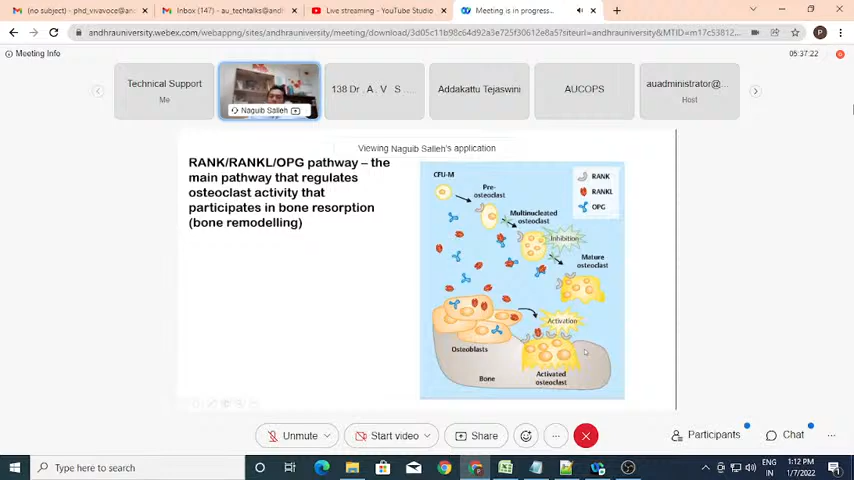 (no subject) - phd_vivavoce@and
Inbox (147) - au_techtalks@andh
Live streaming - YouTube Studio
Meeting is in progress...
andhrauniversity.webex.com/webappng/sites/andhrauniversity/meeting/download/3d05c11b98c64d92a3e725f30612e8a5?siteurl=andhrauniversity&MTID=m17c53812...
Meeting Info
05:37:22
Technical Support
Me
Naguib Salleh
138 Dr . A . V S ....
Addakattu Tejaswini
AUCOPS
auadministrator@...
Host
Viewing Naguib Salleh's application
RANK/RANKL/OPG pathway – the
main pathway that regulates
osteoclast activity that
participates in bone resorption
(bone remodelling)
CFU-M
RANK
RANKL
OPG
Pre-
osteoclast
Multinucleated
osteoclast
Inhibition
Mature
osteoclast
Activation
Osteoblasts
Bone
Activated
osteoclast
Unmute
Start video
Share
Participants
Chat
Type here to search
ENG
IN
1:12 PM
1/7/2022